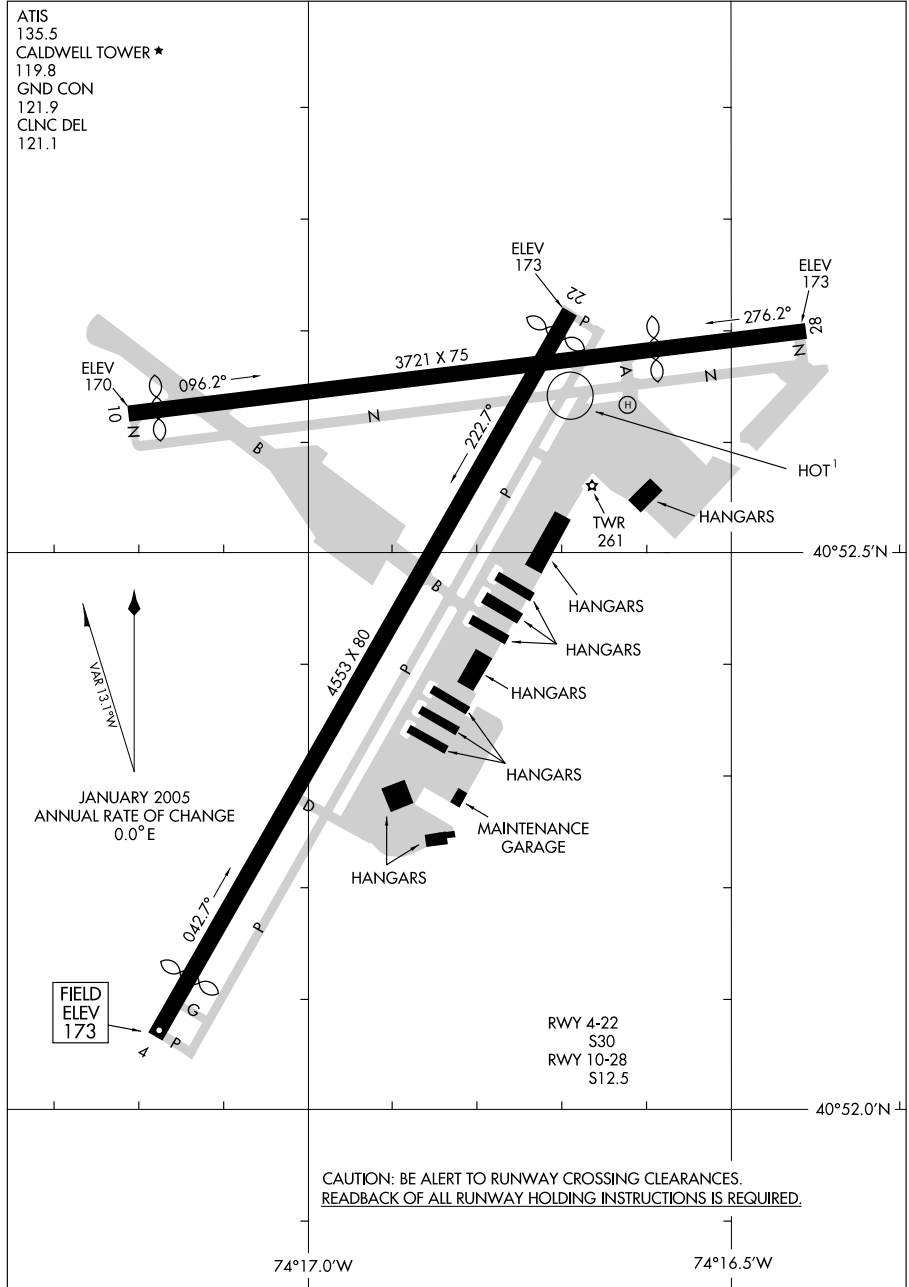 ATIS
135.5
CALDWELL TOWER ★
119.8
GND CON
121.9
CLNC DEL
121.1
ELEV
173
22
P
ELEV
173
276.2°
28
N
3721 X 75
A
N
ELEV
170
096.2°
10
N
N
H
B
222.7°
HOT 1
P
HANGARS
TWR
261
40°52.5'N
B
HANGARS
HANGARS
4553 X 80
P
HANGARS
VAR 13.1°W
HANGARS
JANUARY 2005
ANNUAL RATE OF CHANGE
0.0° E
D
MAINTENANCE
GARAGE
HANGARS
042.7°
P
FIELD
ELEV
173
G
4
P
RWY 4-22
S30
RWY 10-28
S12.5
40°52.0'N
CAUTION: BE ALERT TO RUNWAY CROSSING CLEARANCES.
READBACK OF ALL RUNWAY HOLDING INSTRUCTIONS IS REQUIRED.
74°17.0'W
74°16.5'W